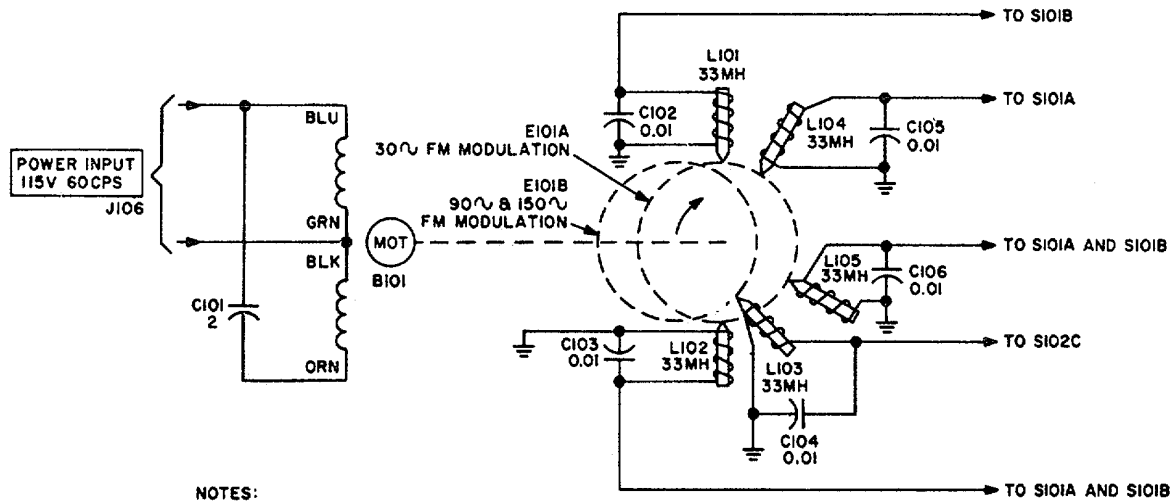 TO S101B
L101
33MH
TO S101A
C102
0.01
L104
33MH
C105
0.01
E101A
30∿ FM MODULATION
BLU
POWER INPUT
115V 60CPS
J106
E101B
90∿ & 150∿
FM MODULATION
GRN
MOT
B101
BLK
TO S101A AND S101B
L105
33MH
C106
0.01
C101
2
C103
0.01
L102
33MH
TO S102C
ORN
L103
33MH
C104
0.01
NOTES:
TO S101A AND S101B